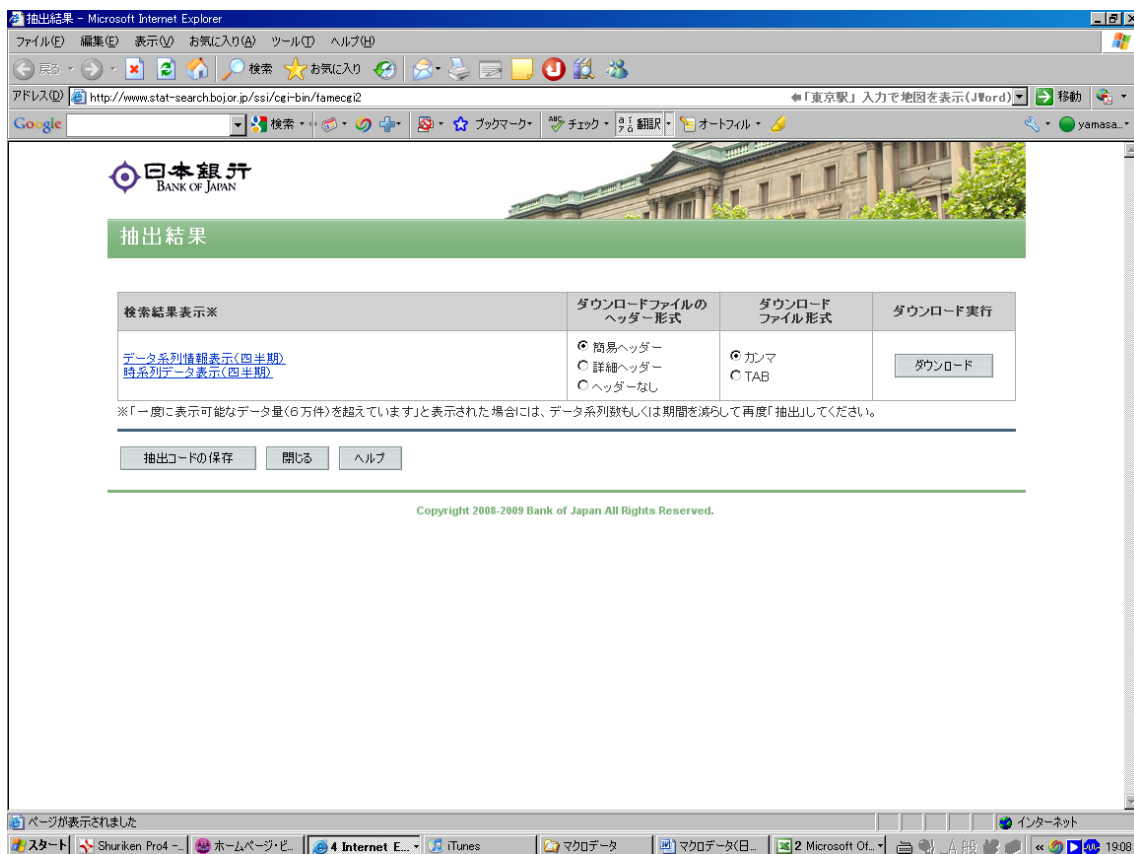 抽出結果 - Microsoft Internet Explorer
ファイル(F) 編集(E) 表示(V) お気に入り(A) ツール(T) ヘルプ(H)
戻る 検索 お気に入り
アドレス(D) http://www.stat-search.boj.or.jp/ssi/cgi-bin/famecgi2 「東京駅」入力で地図を表示(JWord) 移動
Google 検索 ブックマーク チェック 翻訳 オートフィル yamasa...
日本銀行
BANK OF JAPAN
抽出結果
検索結果表示※ ダウンロードファイルの ヘッダー形式 ダウンロード ファイル形式 ダウンロード実行
データ系列情報表示(四半期)
時系列データ表示(四半期)
簡易ヘッダー
詳細ヘッダー
ヘッダーなし
カンマ
TAB
ダウンロード
※「一度に表示可能なデータ量(6万件)を超えています」と表示された場合には、データ系列数もしくは期間を減らして再度「抽出」してください。
抽出コードの保存 閉じる ヘルプ
Copyright 2008-2009 Bank of Japan All Rights Reserved.
ページが表示されました インターネット
スタート Shuriken Pro4 -... ホームページ・ビ... 4 Internet E... iTunes マクロデータ マクロデータ(日... 2 Microsoft Of... A 般 19:08